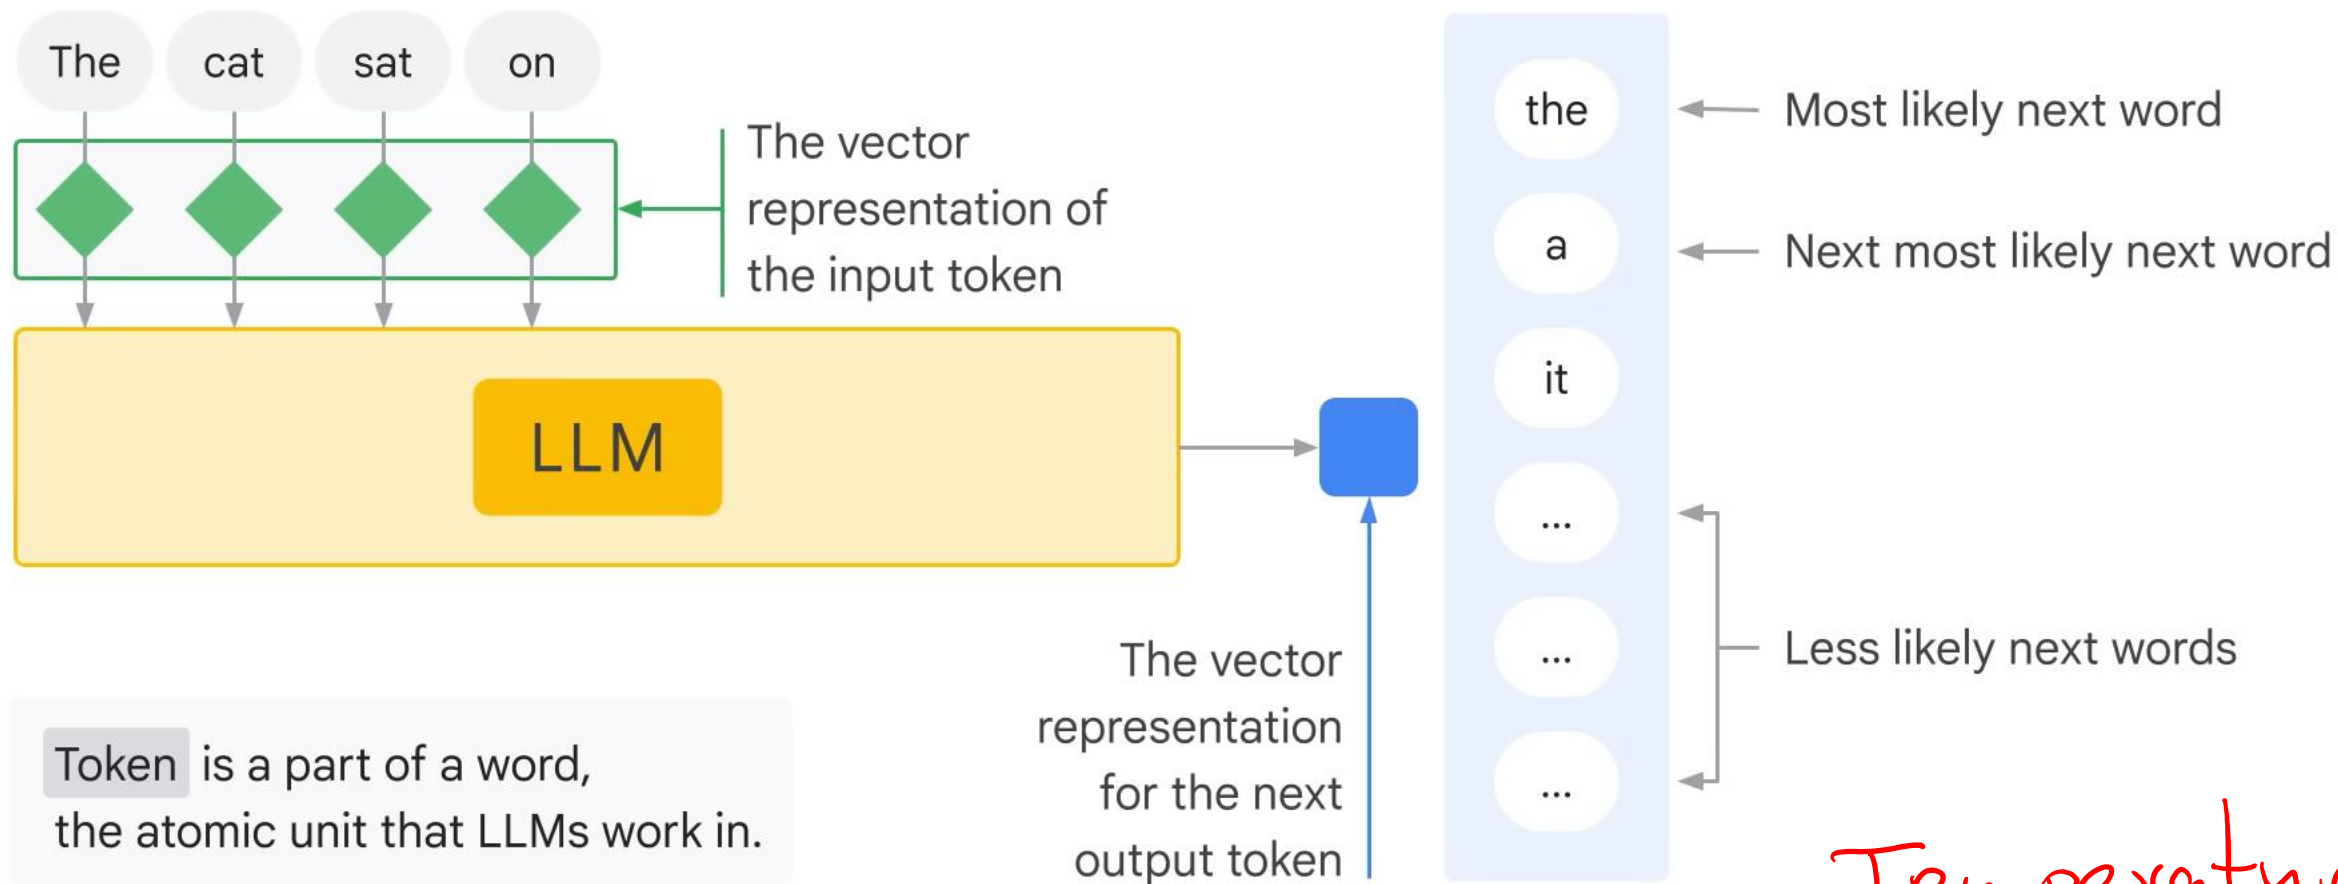 The cat sat on
The vector
representation of
the input token
LLM
the
a
it
...
...
...
Most likely next word
Next most likely next word
Less likely next words
The vector
representation
for the next
output token
Token is a part of a word,
the atomic unit that LLMs work in.